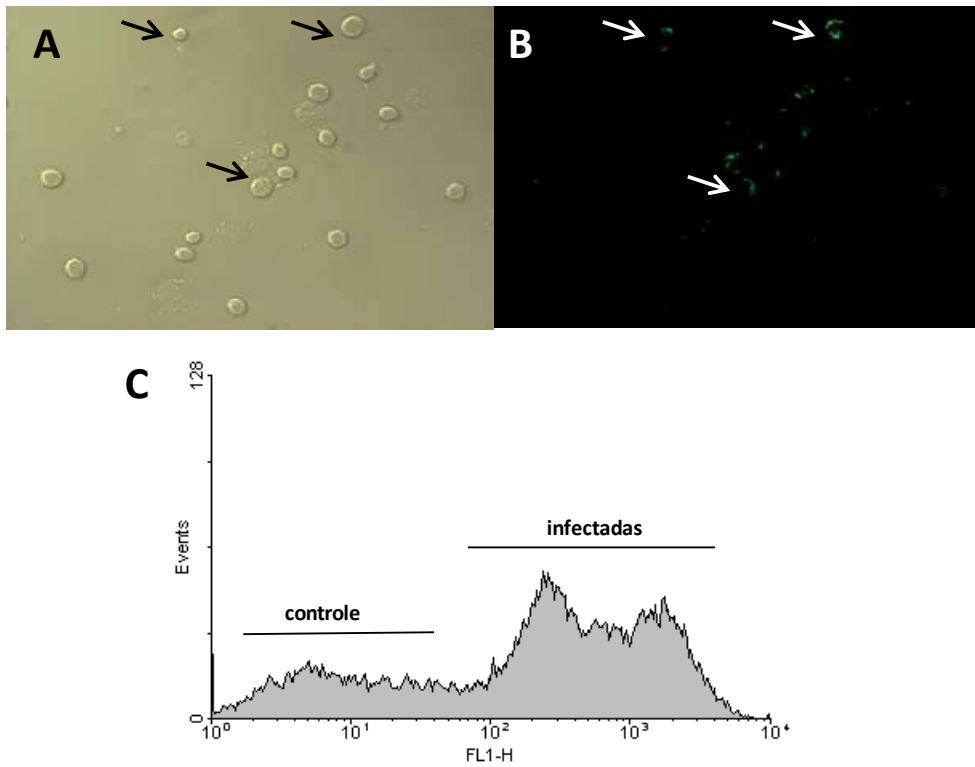 A
B
C
128
Events
0
controle
infectadas
10⁰ 10¹ 10² 10³ 10⁴
FL1-H